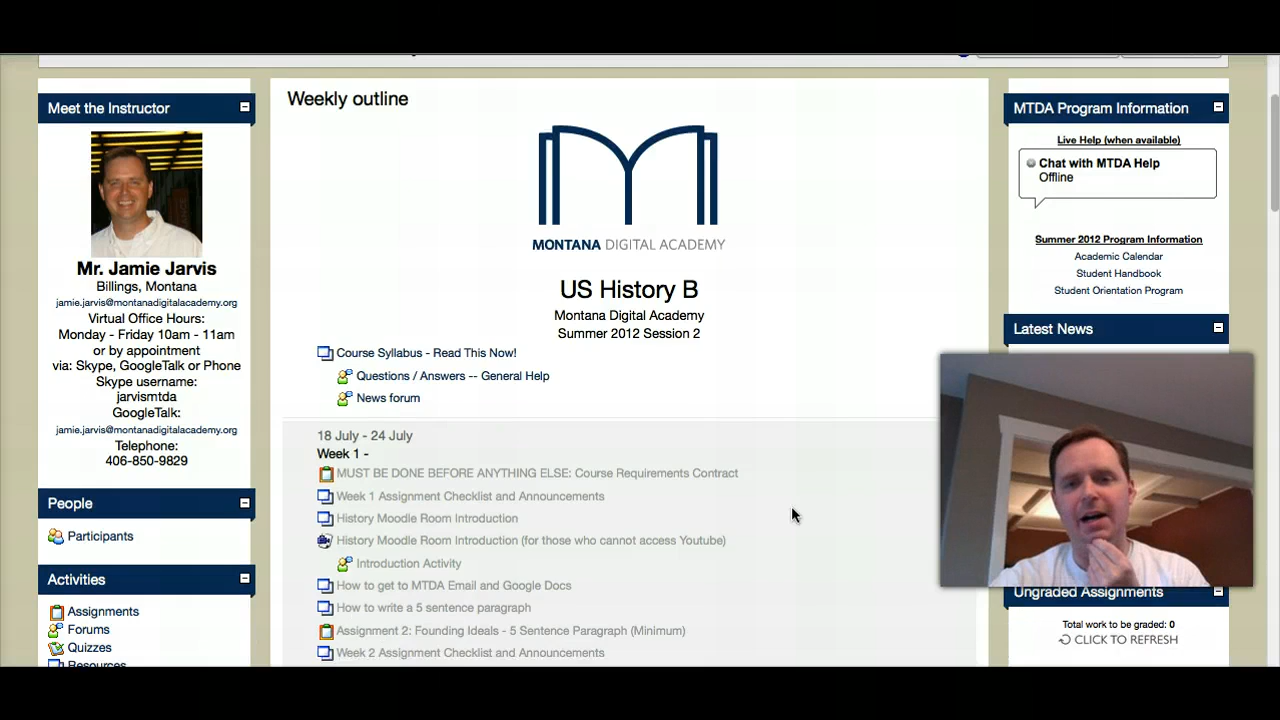 Meet the Instructor
Mr. Jamie Jarvis
Billings, Montana
jamie.jarvis@montanadigitalacademy.org
Virtual Office Hours:
Monday - Friday 10am - 11am
or by appointment
via: Skype, GoogleTalk or Phone
Skype username:
jarvismtda
GoogleTalk:
jamie.jarvis@montanadigitalacademy.org
Telephone:
406-850-9829
People
Participants
Activities
Assignments
Forums
Quizzes
Resources
Weekly outline
MONTANA DIGITAL ACADEMY
US History B
Montana Digital Academy
Summer 2012 Session 2
Course Syllabus - Read This Now!
Questions / Answers -- General Help
News forum
18 July - 24 July
Week 1 -
MUST BE DONE BEFORE ANYTHING ELSE: Course Requirements Contract
Week 1 Assignment Checklist and Announcements
History Moodle Room Introduction
History Moodle Room Introduction (for those who cannot access Youtube)
Introduction Activity
How to get to MTDA Email and Google Docs
How to write a 5 sentence paragraph
Assignment 2: Founding Ideals - 5 Sentence Paragraph (Minimum)
Week 2 Assignment Checklist and Announcements
MTDA Program Information
Live Help (when available)
Chat with MTDA Help
Offline
Summer 2012 Program Information
Academic Calendar
Student Handbook
Student Orientation Program
Latest News
Ungraded Assignments
Total work to be graded: 0
CLICK TO REFRESH